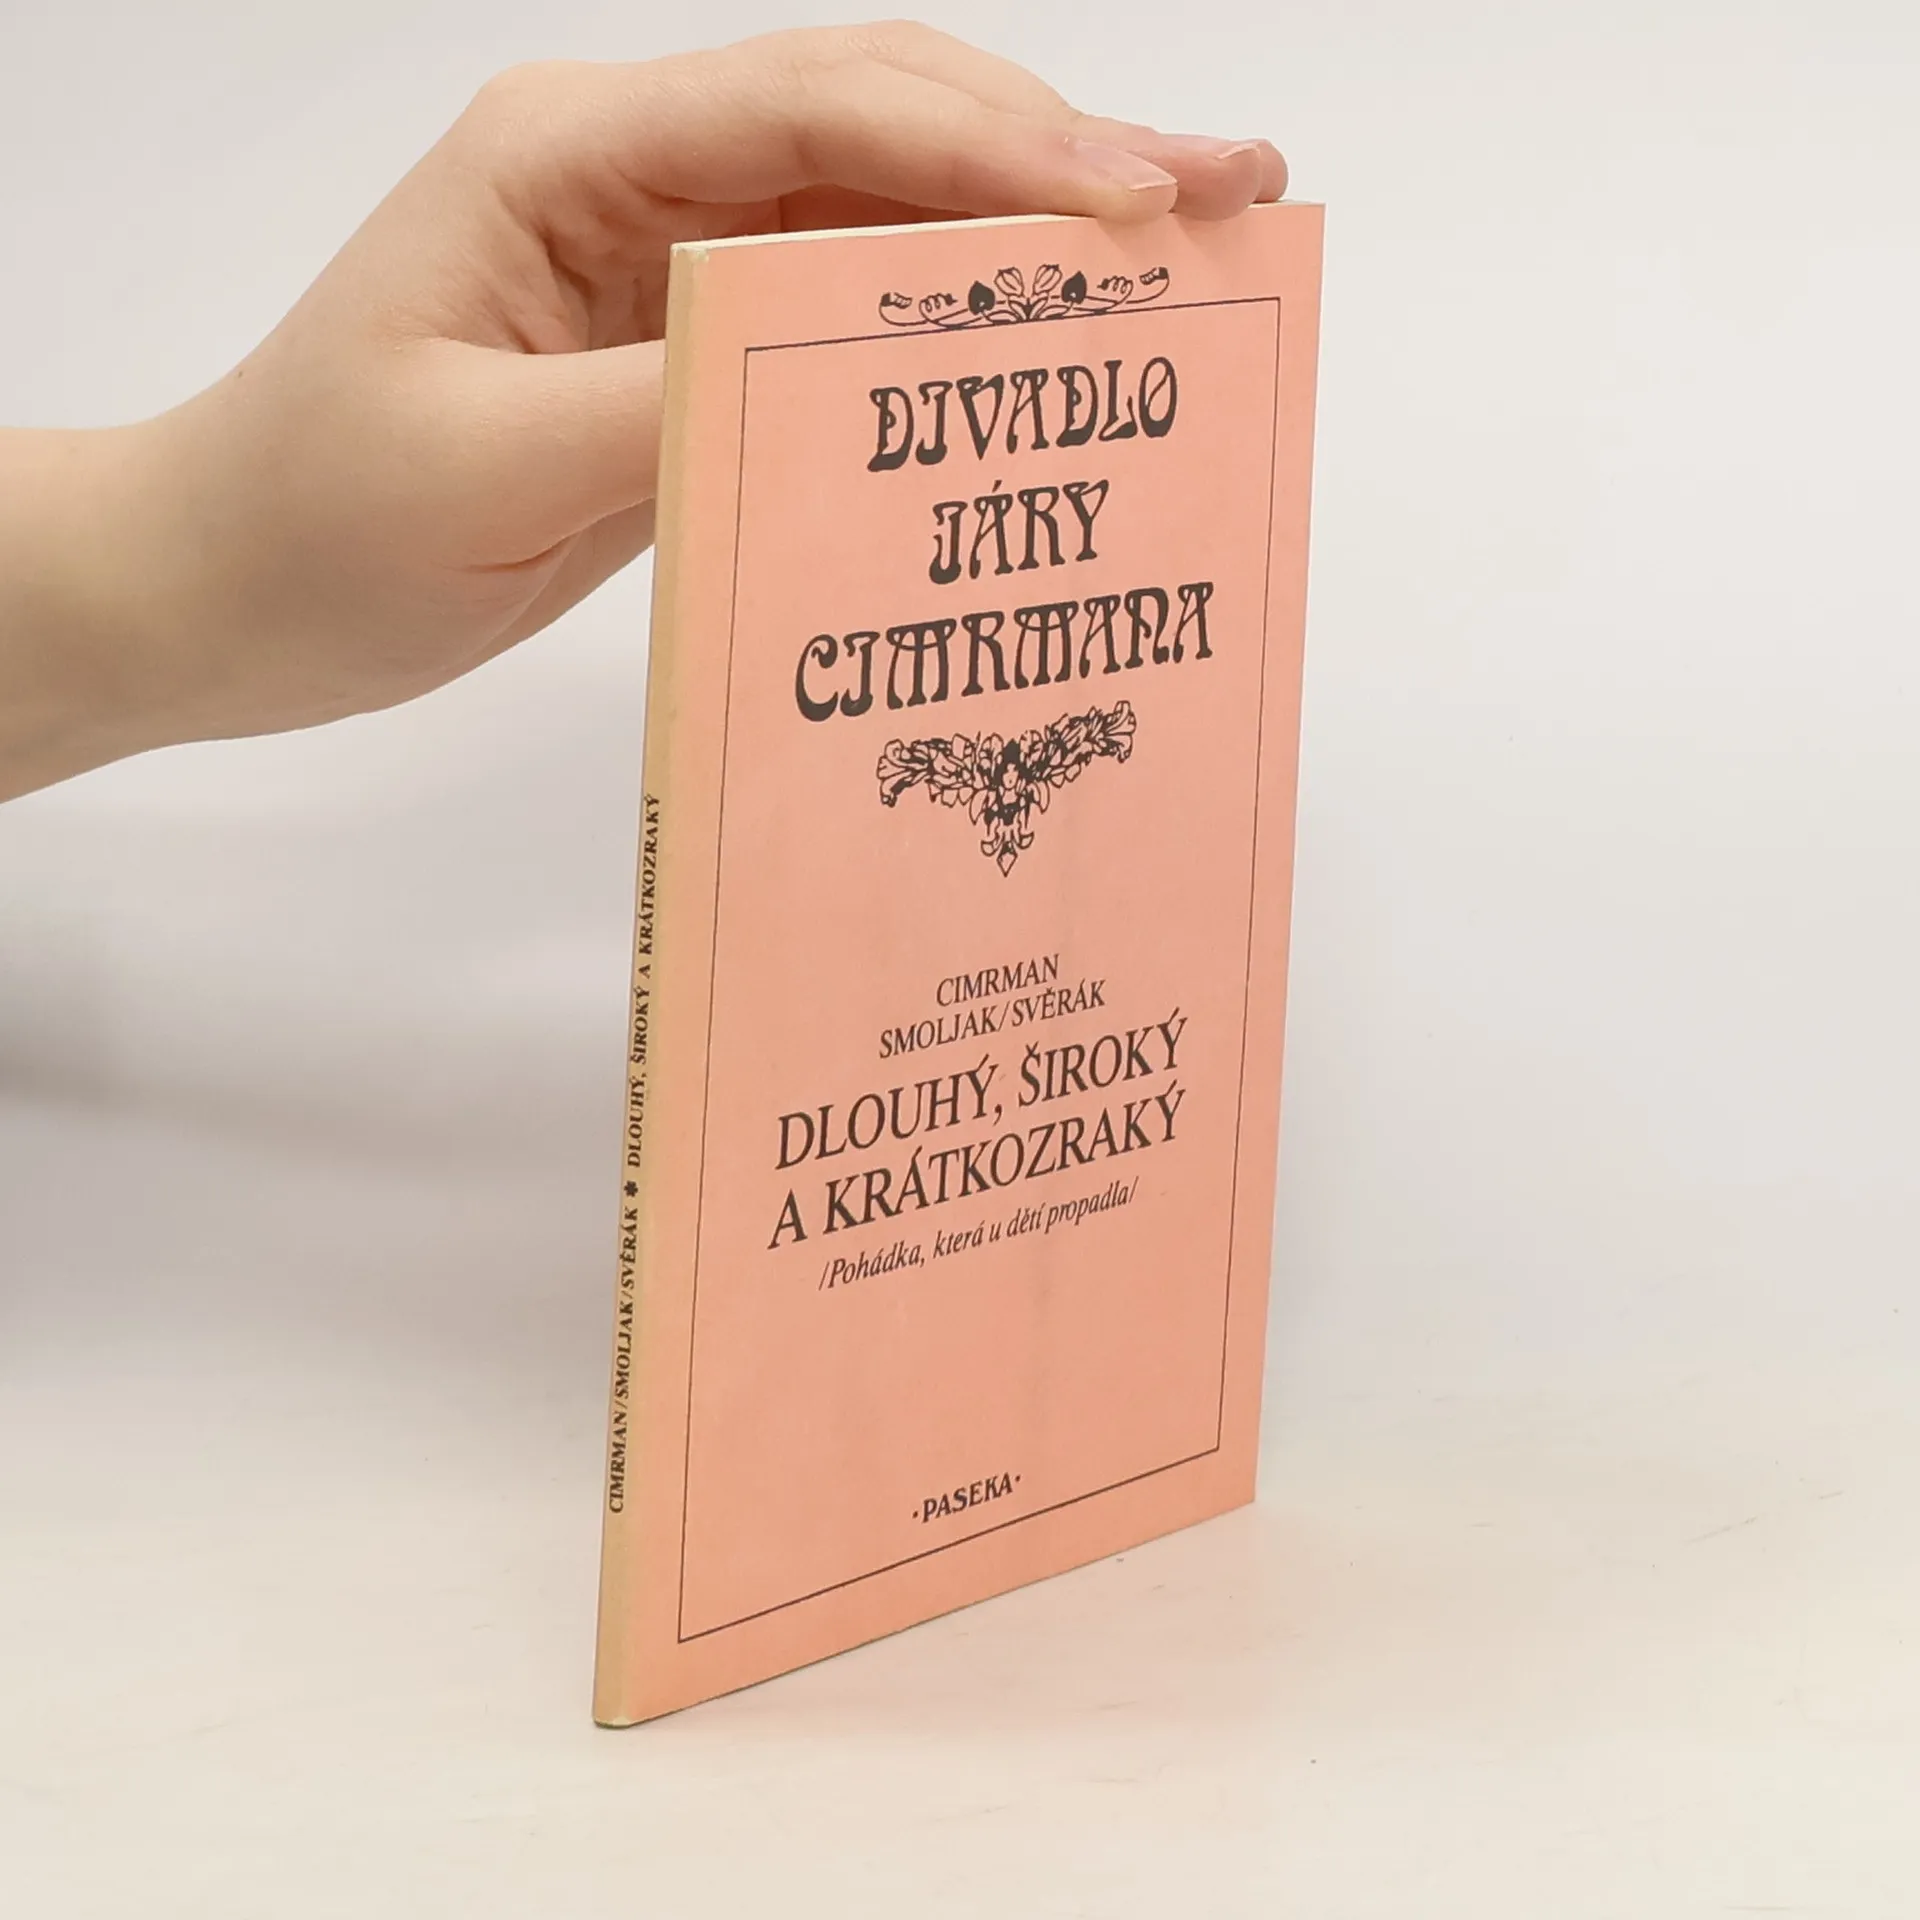 DIVADLO
JÁRY
CIMRMANA
CIMRMAN
SMOLJAK/SVĚRÁK
DLOUHÝ, ŠIROKÝ
A KRÁTKOZRAKÝ
/Pohádka, která u dětí propadla/
·PASEKA·
CIMRMAN/SMOLJAK/SVĚRÁK * DLOUHÝ, ŠIROKÝ A KRÁTKOZRAKÝ